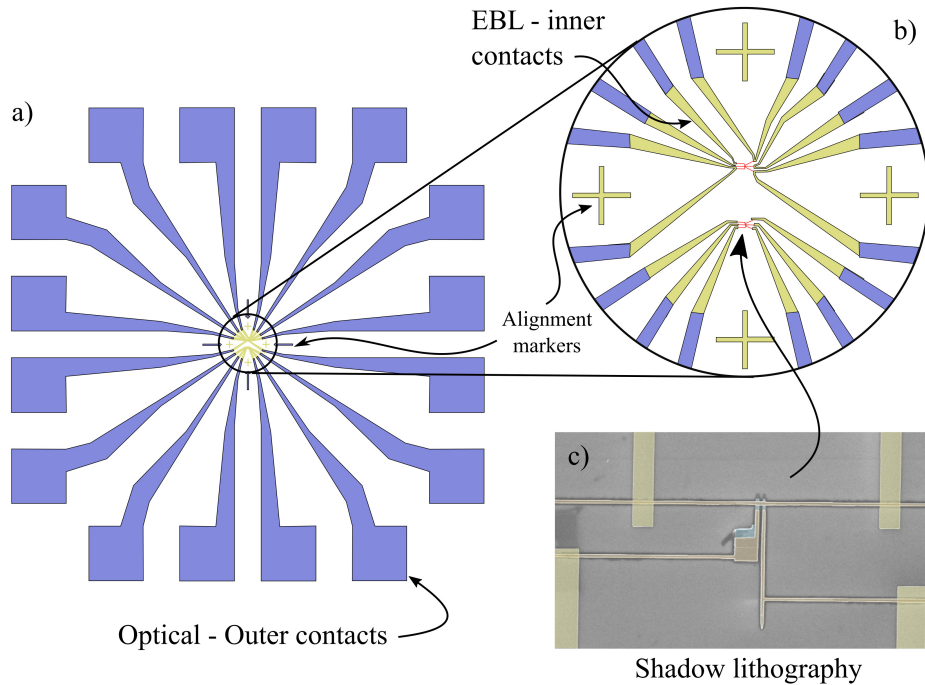 a)
EBL - inner
contacts
b)
Alignment
markers
Optical - Outer contacts
c)
Shadow lithography